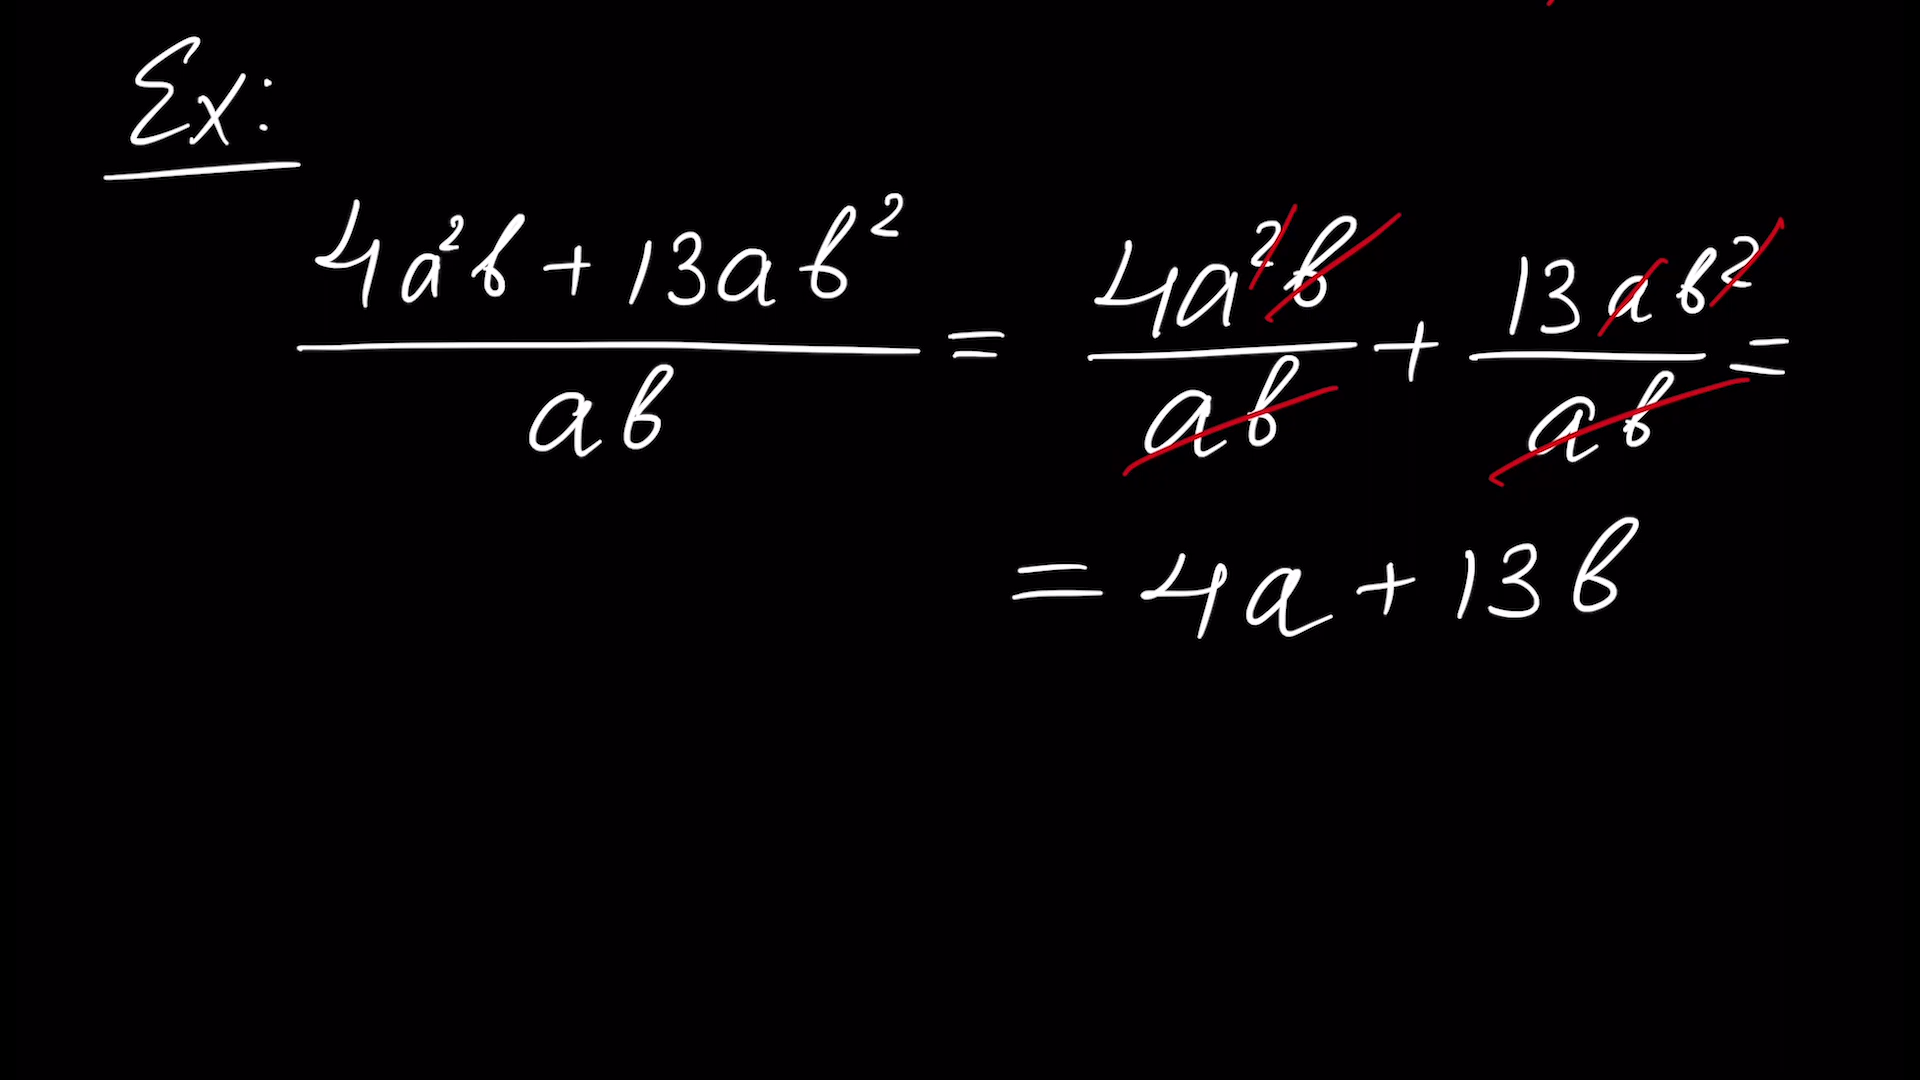 Ex:
(4a²b + 13ab²)/(ab) = (4a²b)/(ab) + (13ab²)/(ab) =
= 4a + 13b